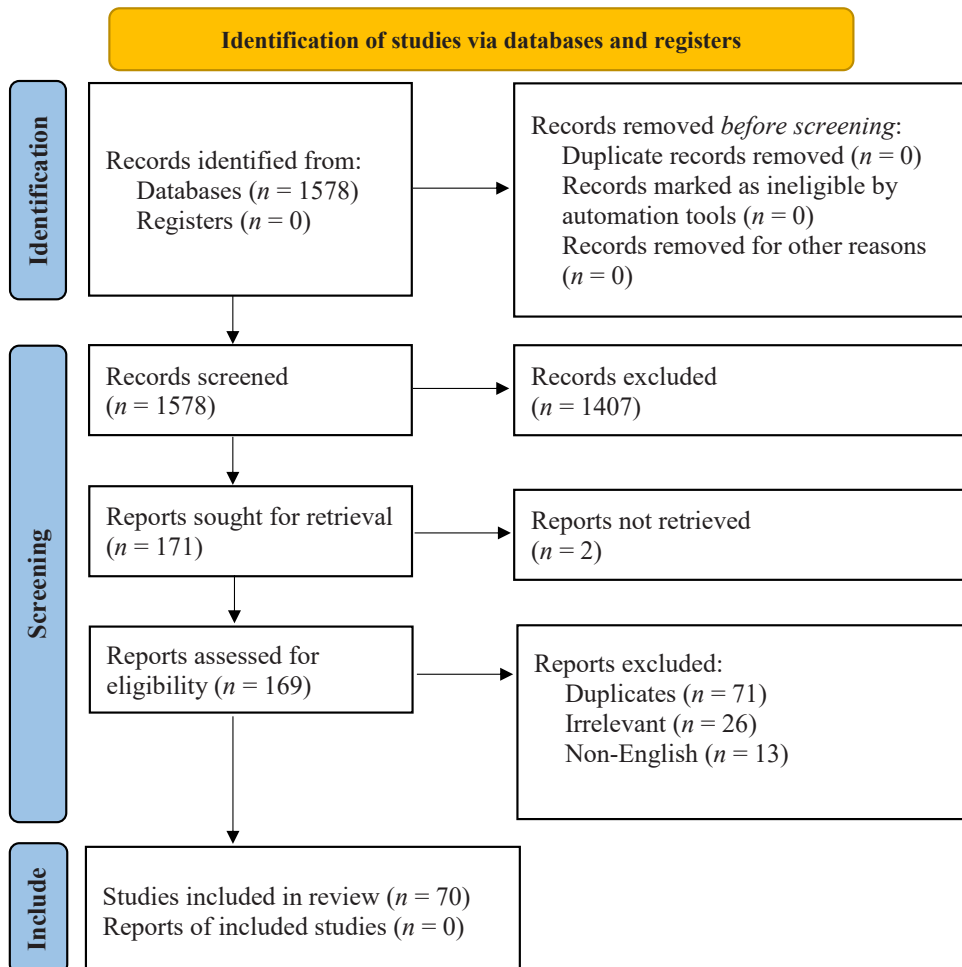 Identification of studies via databases and registers
Identification
Records identified from:
Databases (n = 1578)
Registers (n = 0)
Records removed before screening:
Duplicate records removed (n = 0)
Records marked as ineligible by
automation tools (n = 0)
Records removed for other reasons
(n = 0)
Screening
Records screened
(n = 1578)
Records excluded
(n = 1407)
Reports sought for retrieval
(n = 171)
Reports not retrieved
(n = 2)
Reports assessed for
eligibility (n = 169)
Reports excluded:
Duplicates (n = 71)
Irrelevant (n = 26)
Non-English (n = 13)
Include
Studies included in review (n = 70)
Reports of included studies (n = 0)